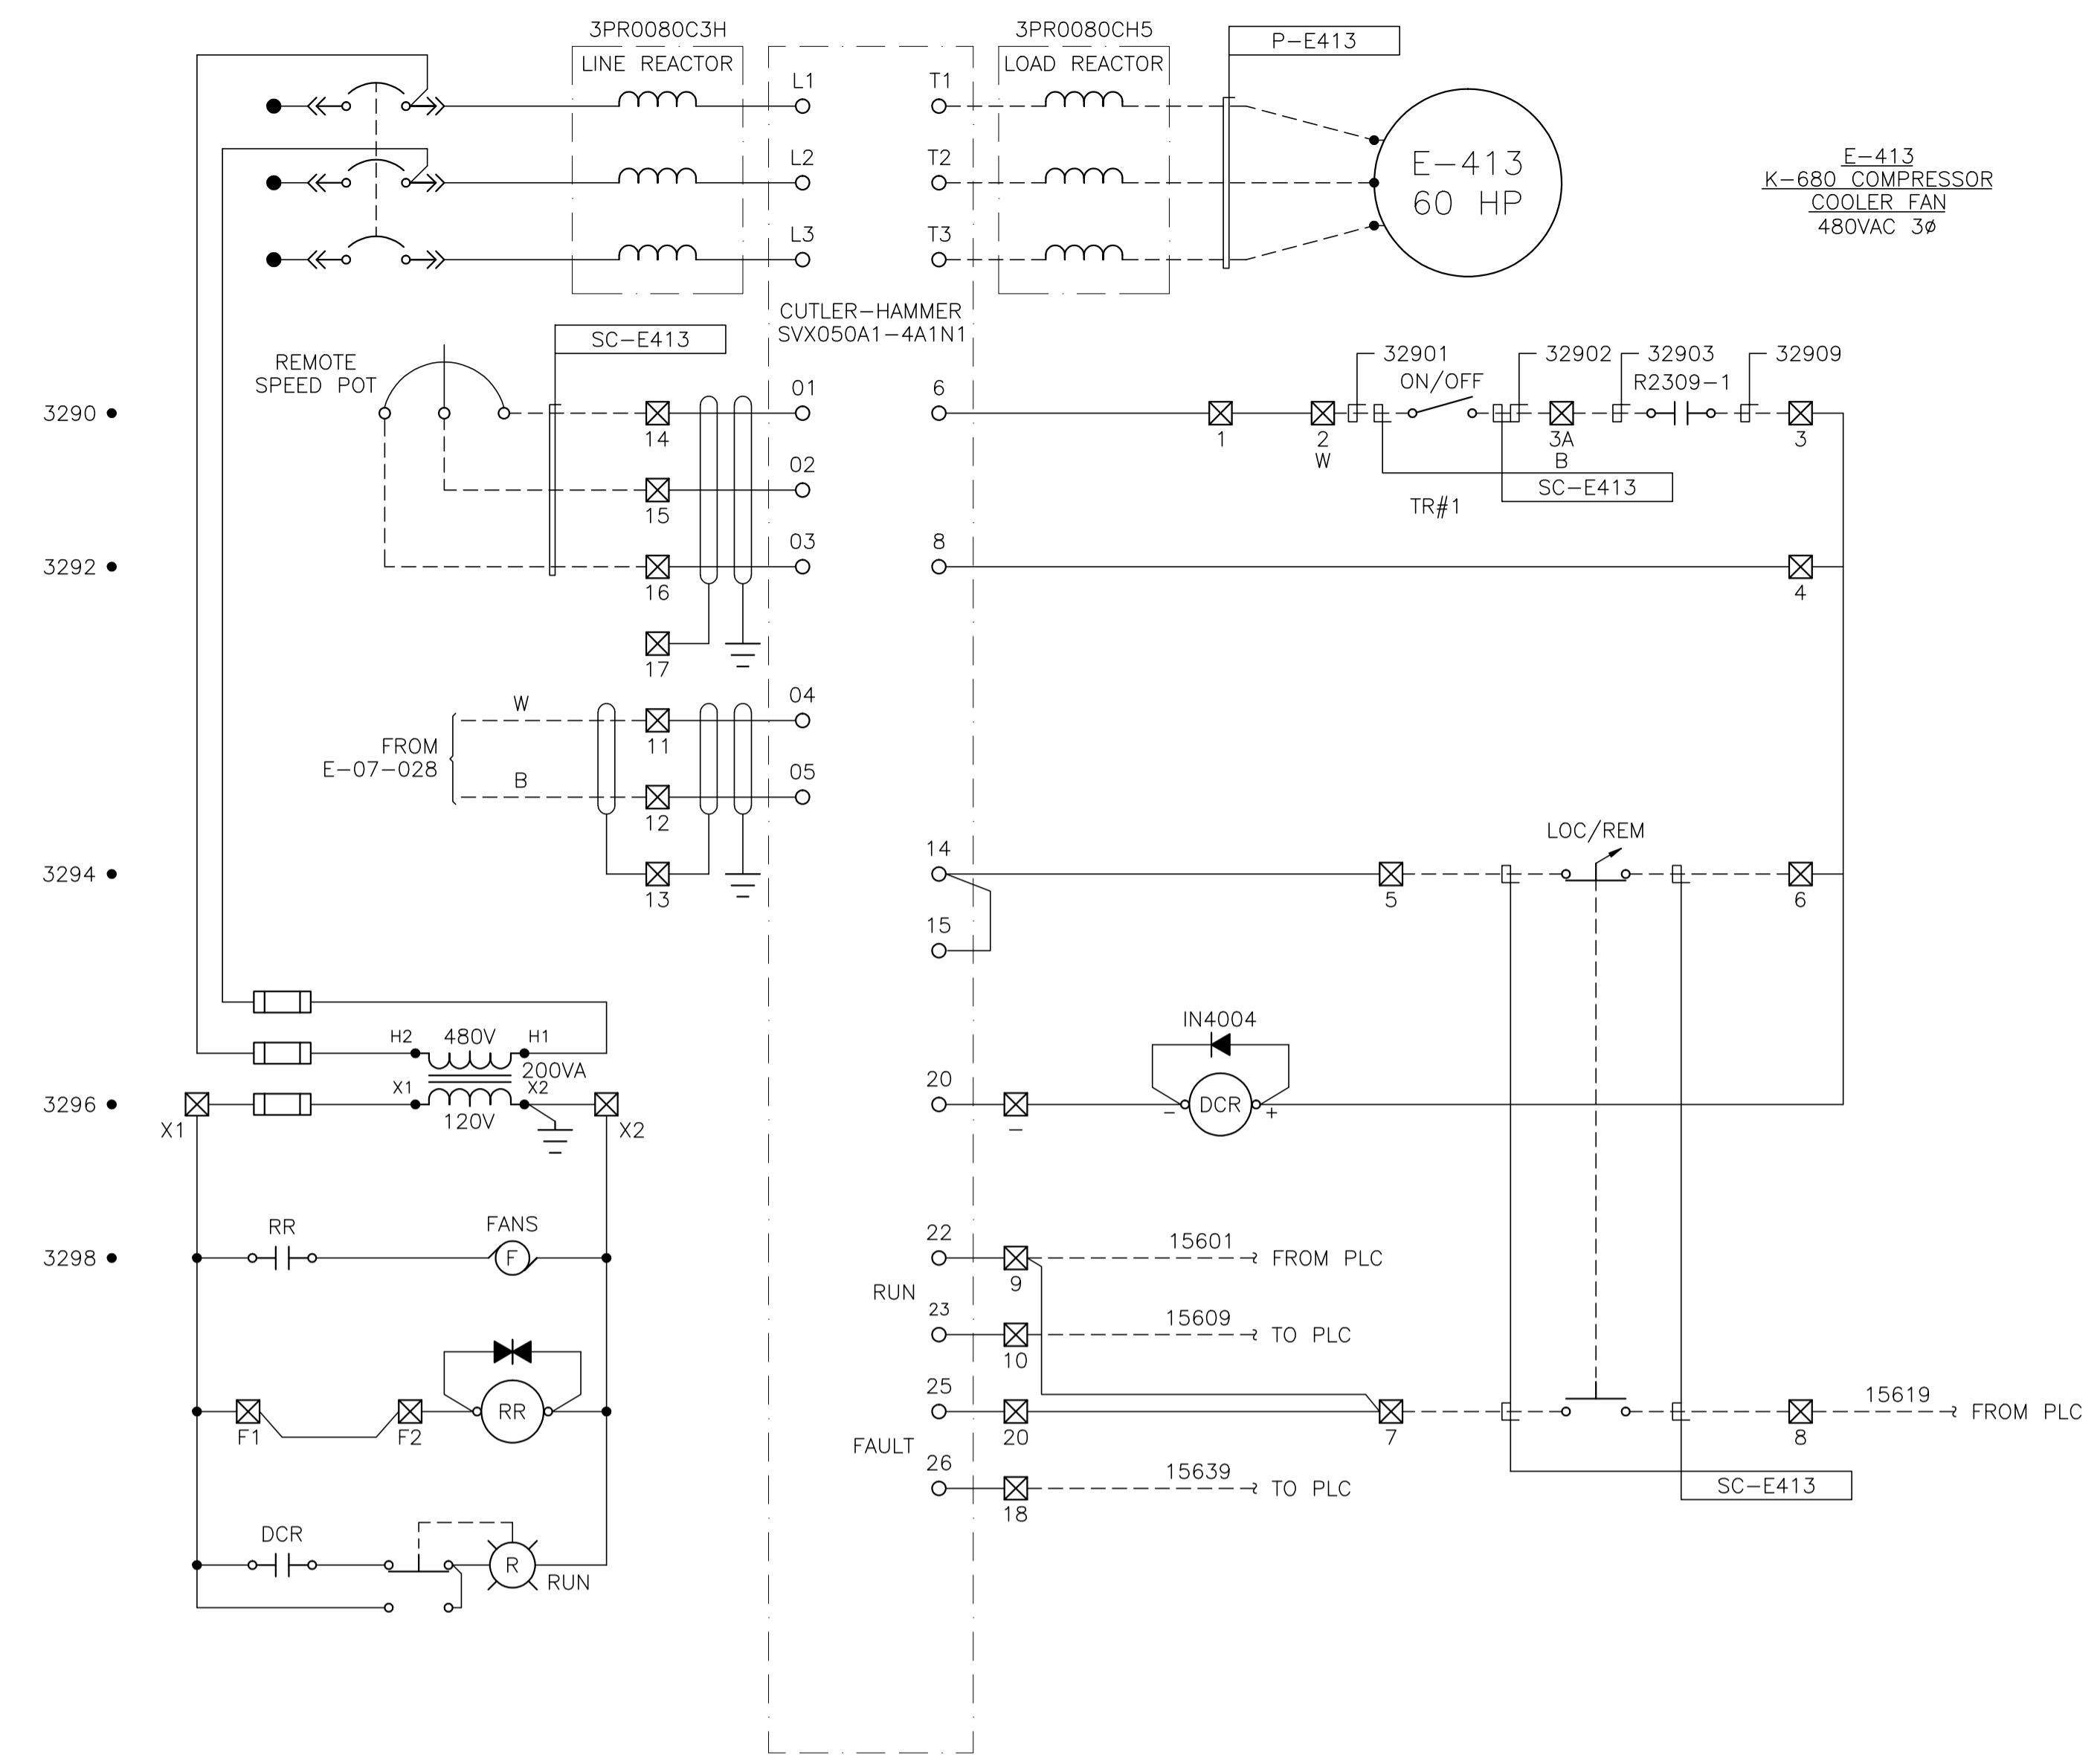 3PR0080C3H
LINE REACTOR
3PR0080CH5
LOAD REACTOR
P-E413
L1
T1
L2
T2
L3
T3
E-413
60 HP
E-413
K-680 COMPRESSOR
COOLER FAN
480VAC 3ø
CUTLER-HAMMER
SVX050A1-4A1N1
SC-E413
REMOTE
SPEED POT
32901
32902
32903
32909
ON/OFF
R2309-1
3290
14
01
6
1
2
W
3A
B
3
SC-E413
TR#1
15
02
3292
16
03
8
4
17
W
11
04
FROM
E-07-028
B
12
05
LOC/REM
3294
13
14
5
6
15
IN4004
H2
480V
H1
200VA
X1
X2
120V
3296
X1
X2
20
-
-
DCR
+
3298
RR
FANS
F
22
9
15601
FROM PLC
RUN
23
10
15609
TO PLC
F1
F2
RR
25
20
7
8
15619
FROM PLC
FAULT
26
18
15639
TO PLC
SC-E413
DCR
R
RUN